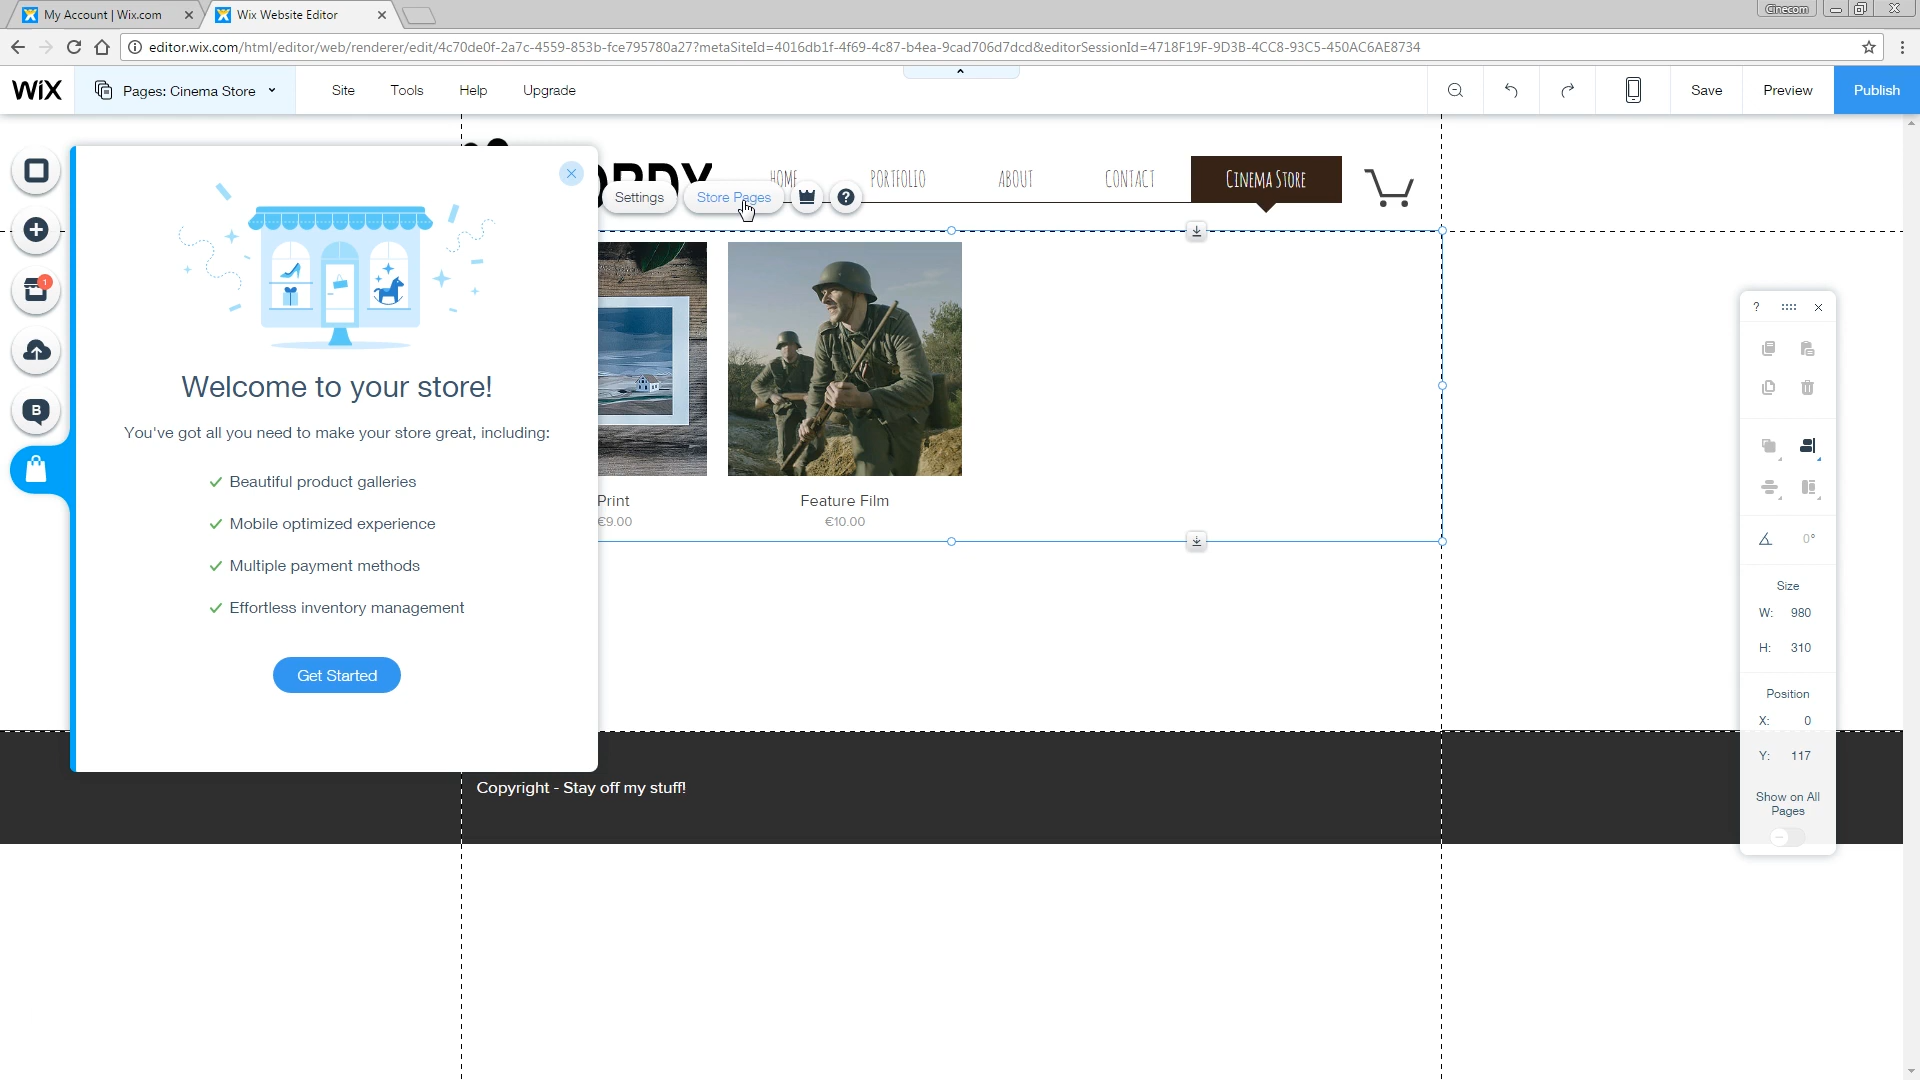 My Account | Wix.com
Wix Website Editor
Cinecom
editor.wix.com/html/editor/web/renderer/edit/4c70de0f-2a7c-4559-853b-fce795780a27?metaSiteId=4016db1f-4f69-4c87-b4ea-9cad706d7dcd&editorSessionId=4718F19F-9D3B-4CC8-93C5-450AC6AE8734
WiX Pages: Cinema Store Site Tools Help Upgrade Save Preview Publish
HOME PORTFOLIO ABOUT CONTACT CINEMA STORE
Settings Store Pages ?
1
B
Welcome to your store!
You've got all you need to make your store great, including:
Beautiful product galleries
Mobile optimized experience
Multiple payment methods
Effortless inventory management
Get Started
Print
€9.00
Feature Film
€10.00
Copyright - Stay off my stuff!
?
0°
Size
W: 980
H: 310
Position
X: 0
Y: 117
Show on All
Pages